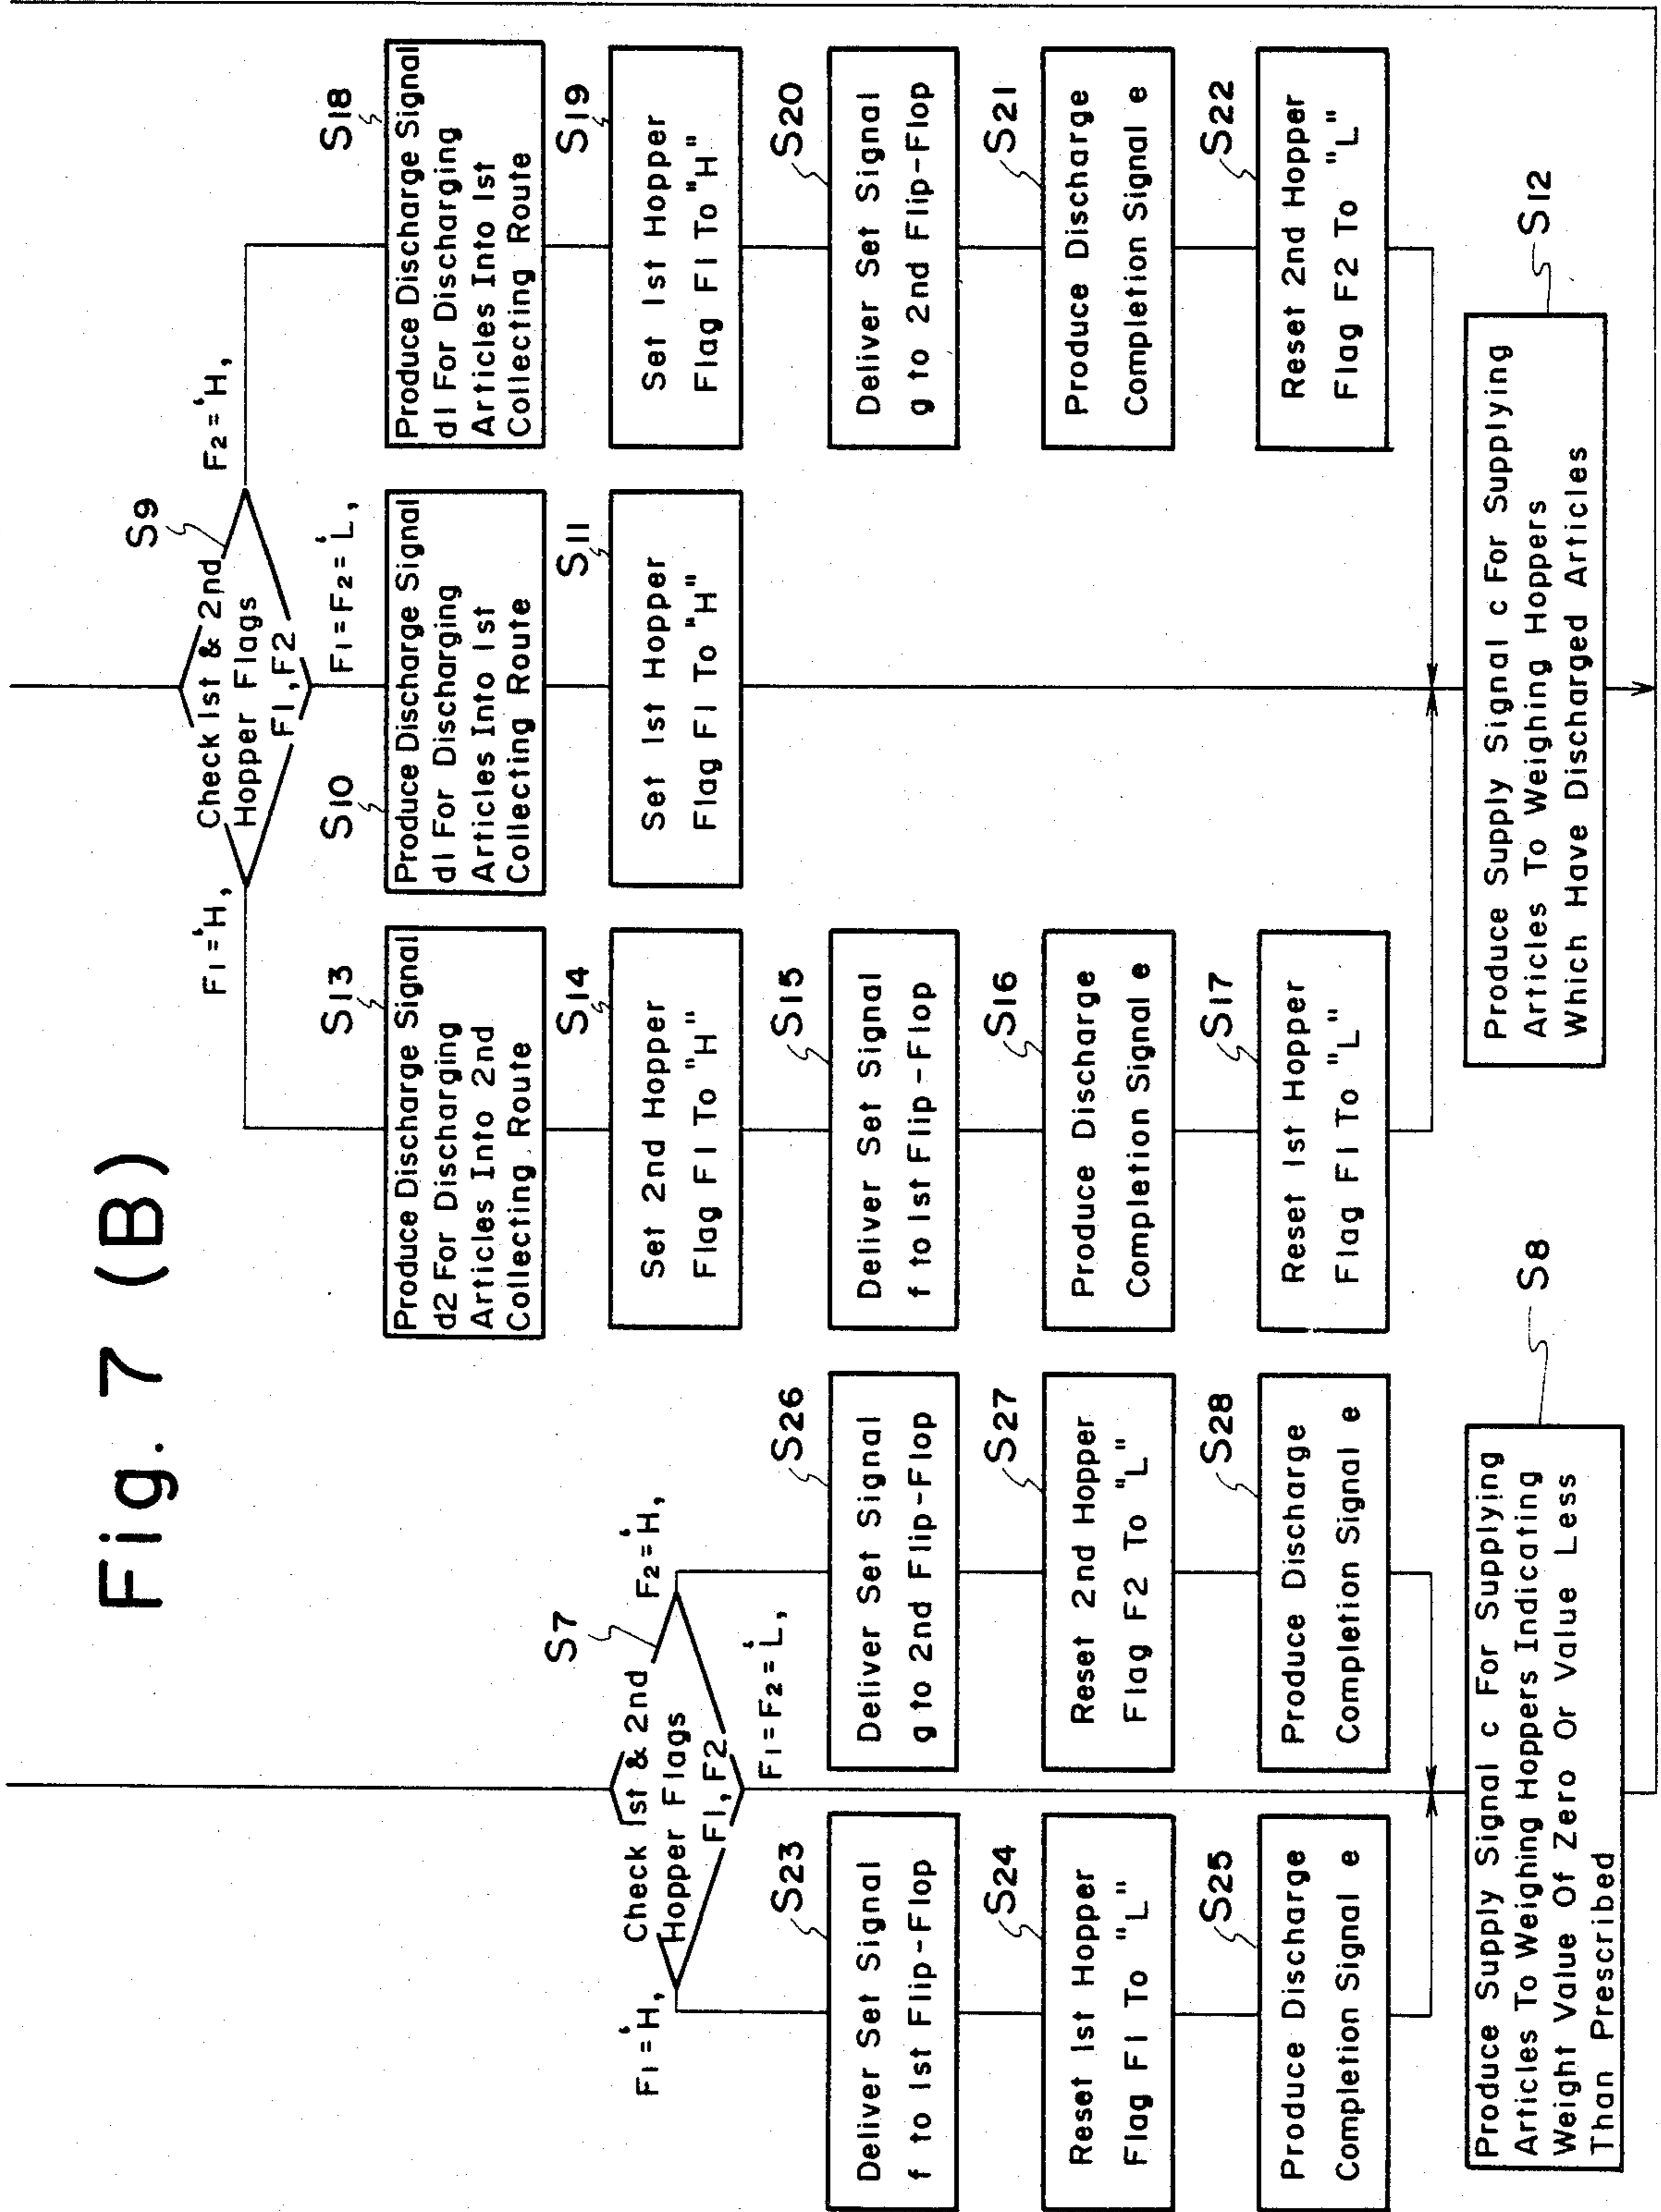 Fig. 7 (B)
S7
Check 1st & 2nd
Hopper Flags
F1, F2
F1='H,
F1=F2='L,
F2='H,
S23
Deliver Set Signal
f to 1st Flip-Flop
S24
Reset 1st Hopper
Flag F1 To "L"
S25
Produce Discharge
Completion Signal e
S26
Deliver Set Signal
g to 2nd Flip-Flop
S27
Reset 2nd Hopper
Flag F2 To "L"
S28
Produce Discharge
Completion Signal e
S8
Produce Supply Signal c For Supplying
Articles To Weighing Hoppers Indicating
Weight Value Of Zero Or Value Less
Than Prescribed
S9
Check 1st & 2nd
Hopper Flags
F1, F2
F1='H,
F1=F2='L,
F2='H,
S13
Produce Discharge Signal
d2 For Discharging
Articles Into 2nd
Collecting Route
S14
Set 2nd Hopper
Flag F1 To "H"
S15
Deliver Set Signal
f to 1st Flip-Flop
S16
Produce Discharge
Completion Signal e
S17
Reset 1st Hopper
Flag F1 To "L"
S10
Produce Discharge Signal
d1 For Discharging
Articles Into 1st
Collecting Route
S11
Set 1st Hopper
Flag F1 To "H"
S18
Produce Discharge Signal
d1 For Discharging
Articles Into 1st
Collecting Route
S19
Set 1st Hopper
Flag F1 To "H"
S20
Deliver Set Signal
g to 2nd Flip-Flop
S21
Produce Discharge
Completion Signal e
S22
Reset 2nd Hopper
Flag F2 To "L"
S12
Produce Supply Signal c For Supplying
Articles To Weighing Hoppers
Which Have Discharged Articles